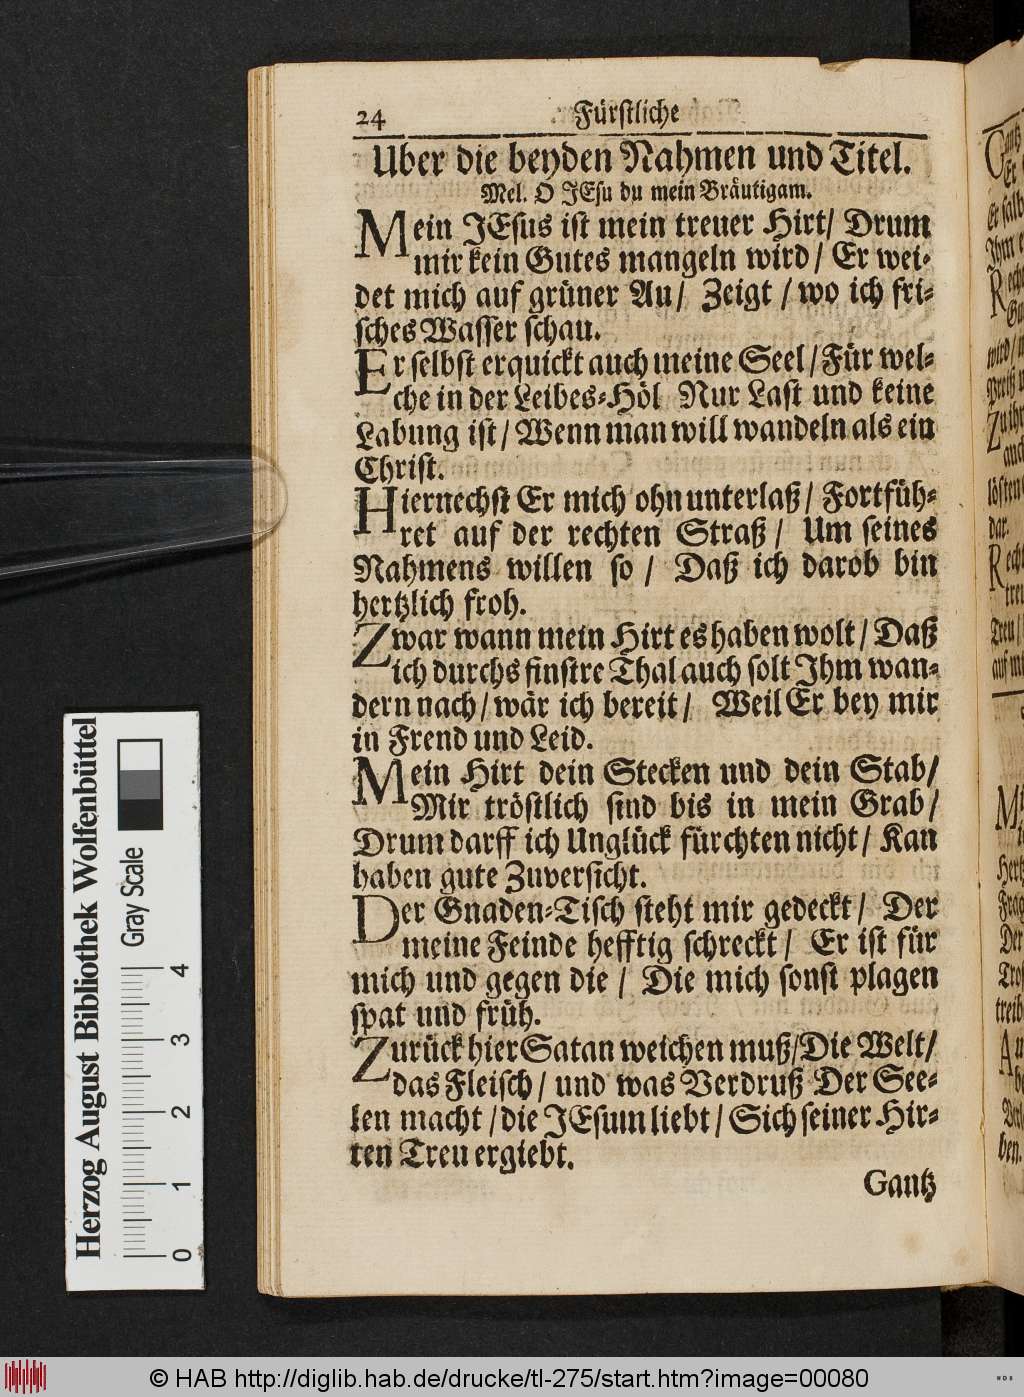 24 Fürstliche
Uber die beyden Nahmen und Titel.
Mel. O JEsu du mein Bräutigam.
Mein JEsus ist mein treuer Hirt/ Drum
mir kein Gutes mangeln wird/ Er wei-
det mich auf grüner Au/ Zeigt/ wo ich fri-
sches Wasser schau.
Er selbst erquickt auch meine Seel/ Für wel-
che in der Leibes-Höl Nur Last und keine
Labung ist/ Wenn man will wandeln als ein
Christ.
Hiernechst Er mich ohn unterlaß/ Fortfüh-
ret auf der rechten Straß/ Um seines
Nahmens willen so/ Daß ich darob bin
hertzlich froh.
Zwar wann mein Hirt es haben wolt/ Daß
ich durchs finstre Thal auch solt Ihm wan-
dern nach/ wär ich bereit/ Weil Er bey mir
in Frend und Leid.
Mein Hirt dein Stecken und dein Stab/
Mir tröstlich sind bis in mein Grab/
Drum darff ich Unglück fürchten nicht/ Kan
haben gute Zuversicht.
Der Gnaden-Tisch steht mir gedeckt/ Der
meine Feinde hefftig schreckt/ Er ist für
mich und gegen die/ Die mich sonst plagen
spat und früh.
Zurück hier Satan weichen muß/ Die Welt/
das Fleisch/ und was Verdruß Der See-
len macht/ die JEsum liebt/ Sich seiner Hir-
ten Treu ergiebt.
Gantz
Herzog August Bibliothek Wolfenbüttel
Gray Scale
0 1 2 3 4
© HAB http://diglib.hab.de/drucke/tl-275/start.htm?image=00080